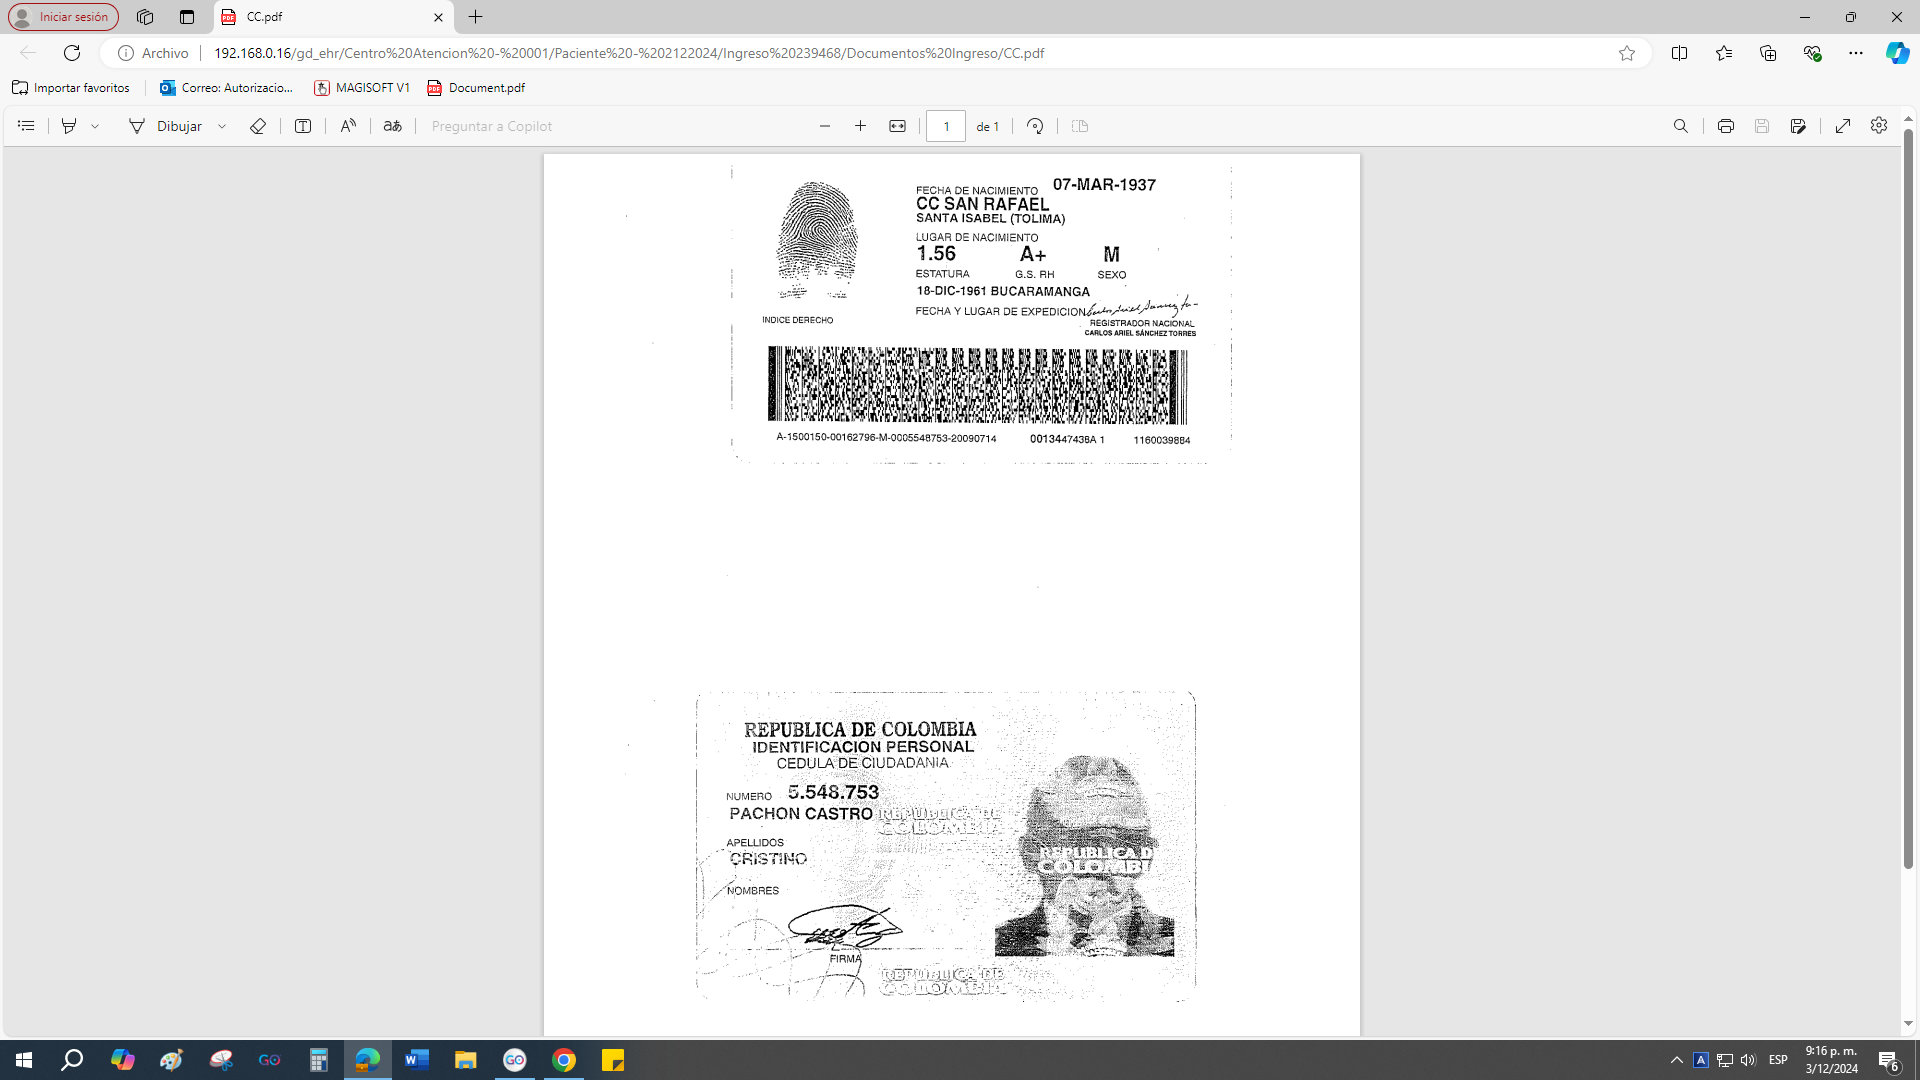 Iniciar sesión
CC.pdf
Archivo
192.168.0.16/gd_ehr/Centro%20Atencion%20-%20001/Paciente%20-%202122024/Ingreso%20239468/Documentos%20Ingreso/CC.pdf
Importar favoritos
Correo: Autorizacio...
MAGISOFT V1
Document.pdf
Dibujar
Preguntar a Copilot
1
de 1
FECHA DE NACIMIENTO 07-MAR-1937
CC SAN RAFAEL
SANTA ISABEL (TOLIMA)
LUGAR DE NACIMIENTO
1.56 A+ M
ESTATURA G.S. RH SEXO
18-DIC-1961 BUCARAMANGA
FECHA Y LUGAR DE EXPEDICION
INDICE DERECHO
REGISTRADOR NACIONAL
CARLOS ARIEL SÁNCHEZ TORRES
A-1500150-00162796-M-0005548753-20090714 0013447438A 1 1160039884
REPUBLICA DE COLOMBIA
IDENTIFICACION PERSONAL
CEDULA DE CIUDADANIA
NUMERO 5.548.753
PACHON CASTRO
REPUBLICA DE
COLOMBIA
APELLIDOS
CRISTINO
NOMBRES
REPUBLICA D
COLOMBI
FIRMA
REPUBLICA DE
COLOMBIA
ESP
9:16 p. m.
3/12/2024
6